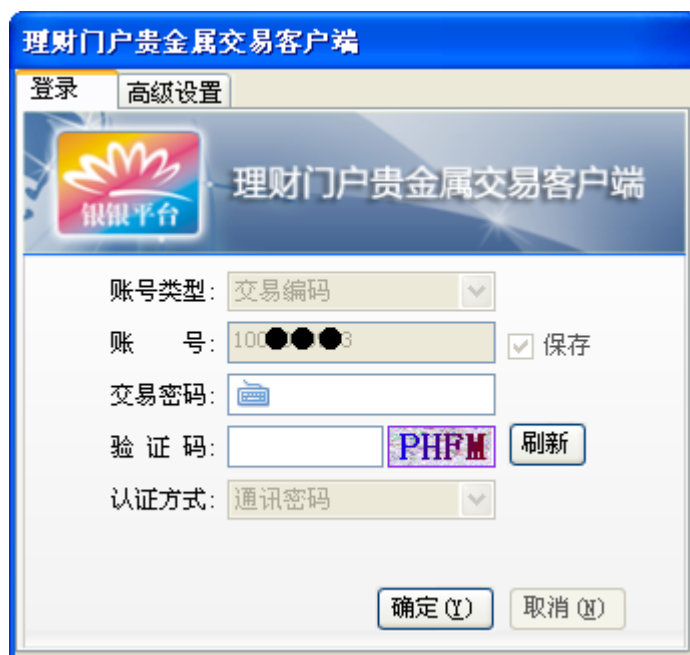 理财门户贵金属交易客户端
登录 高级设置
银银平台
理财门户贵金属交易客户端
账号类型: 交易编码
账 号: 100 3 保存
交易密码:
验 证 码: PHFM 刷新
认证方式: 通讯密码
确定(Y) 取消(N)